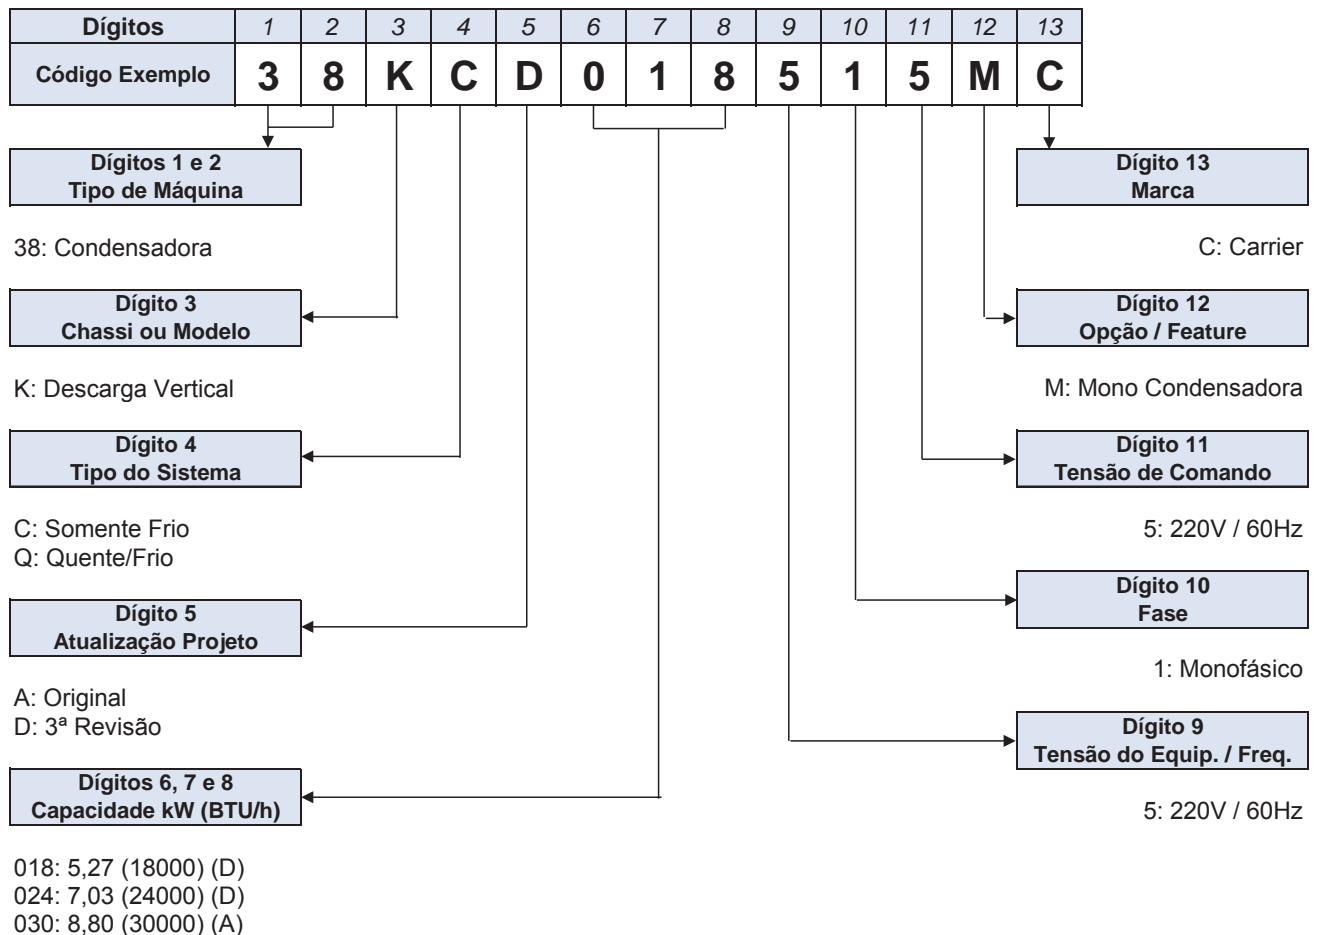 Dígitos 1 2 3 4 5 6 7 8 9 10 11 12 13
Código Exemplo 3 8 K C D 0 1 8 5 1 5 M C
Dígitos 1 e 2
Tipo de Máquina
38: Condensadora
Dígito 3
Chassi ou Modelo
K: Descarga Vertical
Dígito 4
Tipo do Sistema
C: Somente Frio
Q: Quente/Frio
Dígito 5
Atualização Projeto
A: Original
D: 3ª Revisão
Dígitos 6, 7 e 8
Capacidade kW (BTU/h)
018: 5,27 (18000) (D)
024: 7,03 (24000) (D)
030: 8,80 (30000) (A)
Dígito 13
Marca
C: Carrier
Dígito 12
Opção / Feature
M: Mono Condensadora
Dígito 11
Tensão de Comando
5: 220V / 60Hz
Dígito 10
Fase
1: Monofásico
Dígito 9
Tensão do Equip. / Freq.
5: 220V / 60Hz